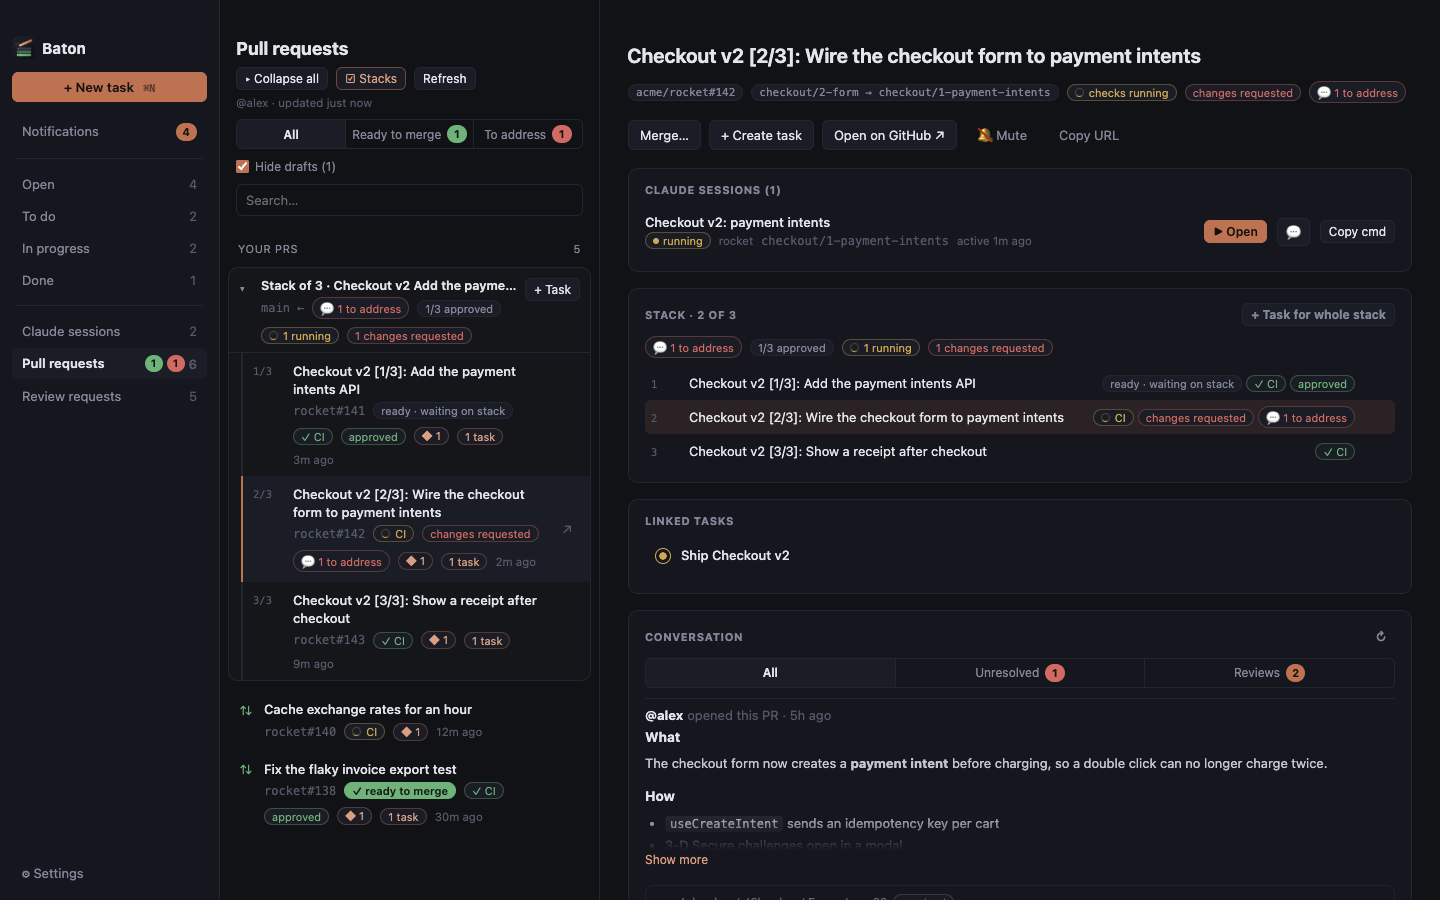 Baton
+ New task ⌘N
Notifications 4
Open 4
To do 2
In progress 2
Done 1
Claude sessions 2
Pull requests 1 1 6
Review requests 5
Settings
Pull requests
Collapse all Stacks Refresh
@alex · updated just now
All Ready to merge 1 To address 1
Hide drafts (1)
Search...
YOUR PRS 5
Stack of 3 · Checkout v2 Add the payme... + Task
main ← 1 to address 1/3 approved
1 running 1 changes requested
1/3 Checkout v2 [1/3]: Add the payment
intents API
rocket#141 ready · waiting on stack
✓ CI approved ◆ 1 1 task
3m ago
2/3 Checkout v2 [2/3]: Wire the checkout
form to payment intents
rocket#142 CI changes requested ↗
1 to address ◆ 1 1 task 2m ago
3/3 Checkout v2 [3/3]: Show a receipt after
checkout
rocket#143 ✓ CI ◆ 1 1 task
9m ago
Cache exchange rates for an hour
rocket#140 CI ◆ 1 12m ago
Fix the flaky invoice export test
rocket#138 ✓ ready to merge ✓ CI
approved ◆ 1 1 task 30m ago
Checkout v2 [2/3]: Wire the checkout form to payment intents
acme/rocket#142 checkout/2-form → checkout/1-payment-intents checks running changes requested 1 to address
Merge... + Create task Open on GitHub ↗ Mute Copy URL
CLAUDE SESSIONS (1)
Checkout v2: payment intents
running rocket checkout/1-payment-intents active 1m ago
▶ Open Copy cmd
STACK · 2 OF 3 + Task for whole stack
1 to address 1/3 approved 1 running 1 changes requested
1 Checkout v2 [1/3]: Add the payment intents API ready · waiting on stack ✓ CI approved
2 Checkout v2 [2/3]: Wire the checkout form to payment intents CI changes requested 1 to address
3 Checkout v2 [3/3]: Show a receipt after checkout ✓ CI
LINKED TASKS
Ship Checkout v2
CONVERSATION
All Unresolved 1 Reviews 2
@alex opened this PR · 5h ago
What
The checkout form now creates a payment intent before charging, so a double click can no longer charge twice.
How
• useCreateIntent sends an idempotency key per cart
• 3-D Secure challenges open in a modal
Show more